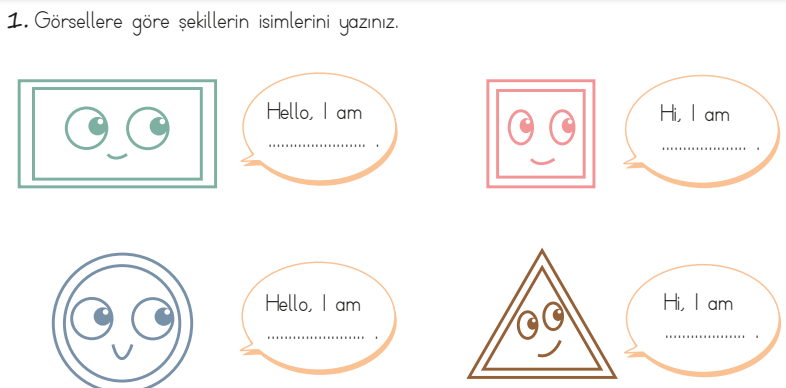 1. Görsellere göre şekillerin isimlerini yazınız.
Hello, I am
....................... .
Hi, I am
.................... .
Hello, I am
....................... .
Hi, I am
................... .